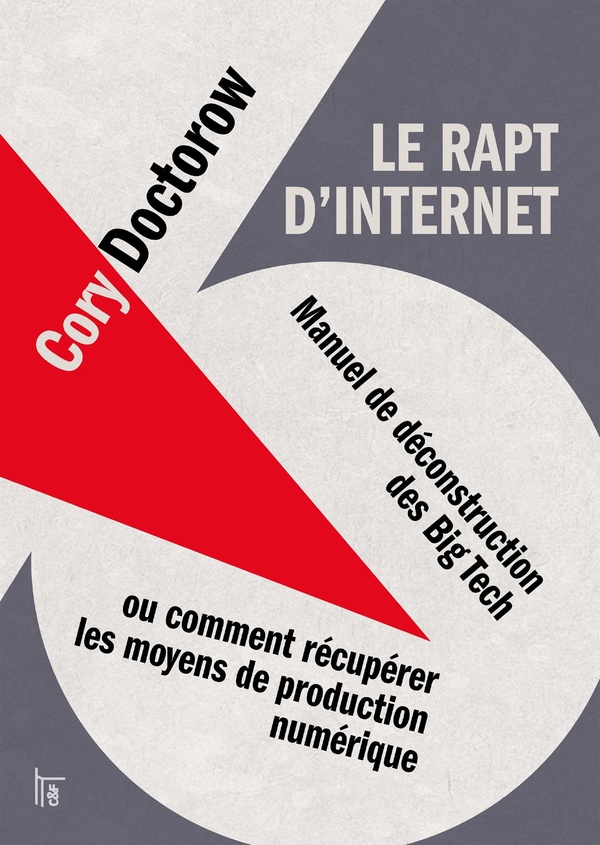 Cory Doctorow
LE RAPT
D'INTERNET
Manuel de déconstruction
des Big Tech
ou comment récupérer
les moyens de production
numérique
C&F